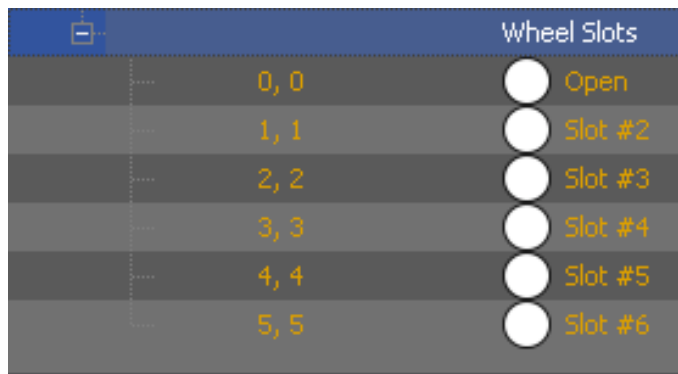 Wheel Slots
0, 0 Open
1, 1 Slot #2
2, 2 Slot #3
3, 3 Slot #4
4, 4 Slot #5
5, 5 Slot #6